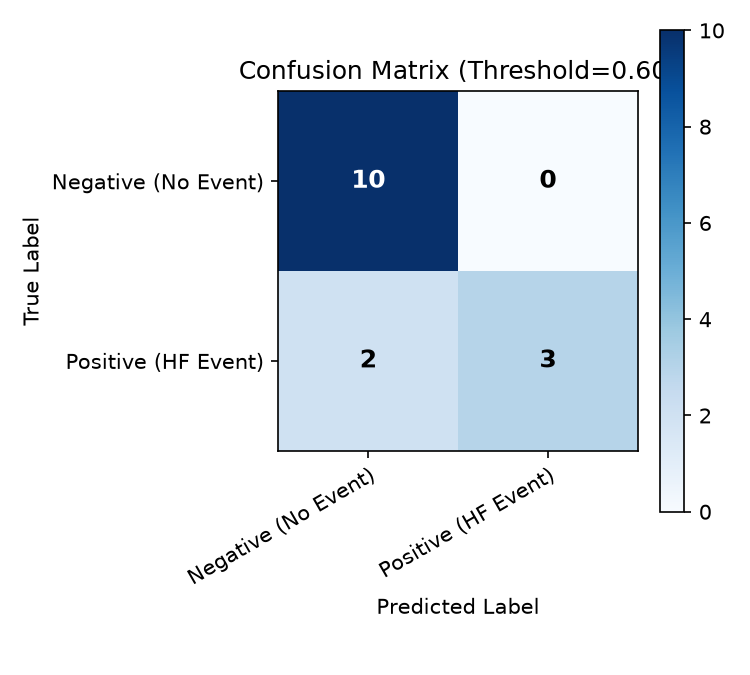 Confusion Matrix (Threshold=0.60
10
8
6
4
2
0
True Label
Negative (No Event)
10 0
Positive (HF Event)
2 3
Negative (No Event) Positive (HF Event)
Predicted Label